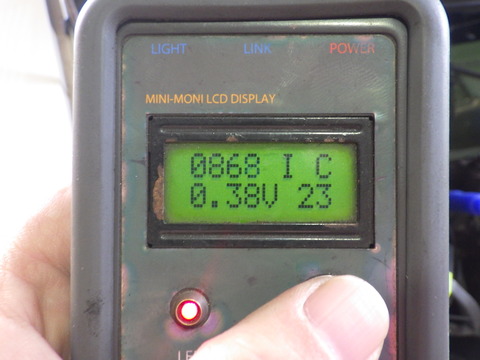 LIGHT LINK POWER
MINI-MONI LCD DISPLAY
0868 I C
0.38V 23